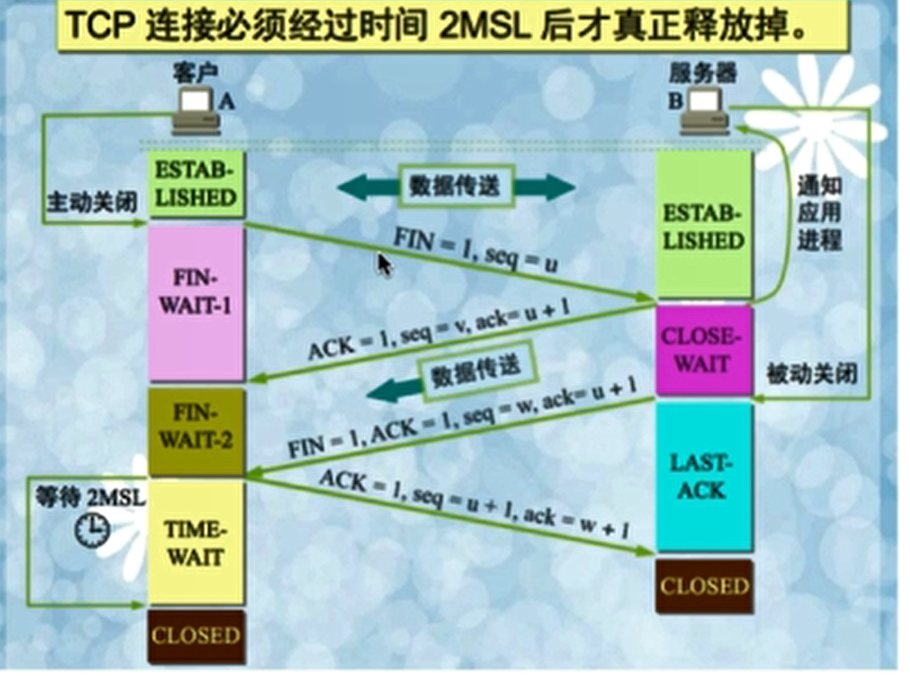 TCP 连接必须经过时间 2MSL 后才真正释放掉。
客户
A
服务器
B
ESTAB-
LISHED
主动关闭
数据传送
ESTAB-
LISHED
通知
应用
进程
FIN = 1, seq = u
FIN-
WAIT-1
ACK = 1, seq = v, ack= u + 1
CLOSE-
WAIT
数据传送
被动关闭
FIN-
WAIT-2
FIN = 1, ACK = 1, seq = w, ack= u + 1
LAST-
ACK
等待 2MSL
ACK = 1, seq = u + 1, ack = w + 1
TIME-
WAIT
CLOSED
CLOSED